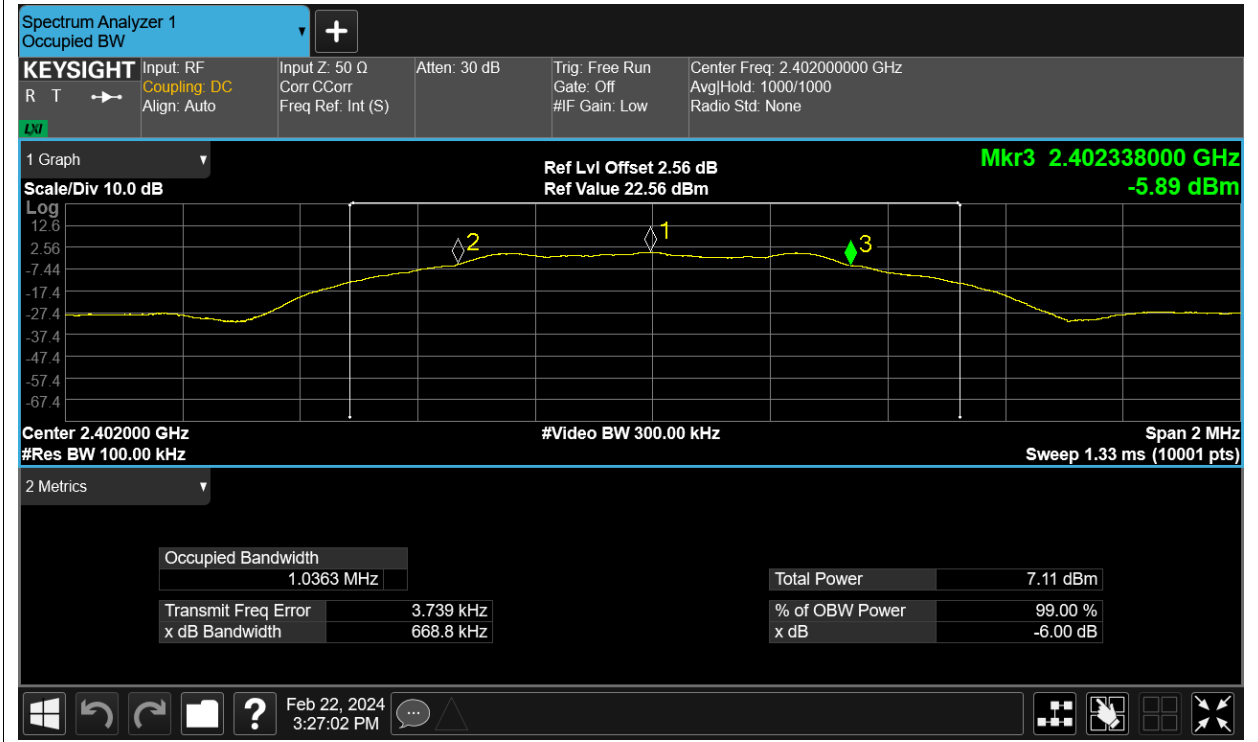 Spectrum Analyzer 1
Occupied BW
+
KEYSIGHT
R T
LXI
Input: RF
Coupling: DC
Align: Auto
Input Z: 50 Ω
Corr CCorr
Freq Ref: Int (S)
Atten: 30 dB
Trig: Free Run
Gate: Off
#IF Gain: Low
Center Freq: 2.402000000 GHz
Avg|Hold: 1000/1000
Radio Std: None
1 Graph
Scale/Div 10.0 dB
Ref Lvl Offset 2.56 dB
Ref Value 22.56 dBm
Mkr3 2.402338000 GHz
-5.89 dBm
Log
12.6
2.56
-7.44
-17.4
-27.4
-37.4
-47.4
-57.4
-67.4
2
1
3
Center 2.402000 GHz
#Res BW 100.00 kHz
#Video BW 300.00 kHz
Span 2 MHz
Sweep 1.33 ms (10001 pts)
2 Metrics
Occupied Bandwidth
1.0363 MHz
Transmit Freq Error 3.739 kHz
x dB Bandwidth 668.8 kHz
Total Power 7.11 dBm
% of OBW Power 99.00 %
x dB -6.00 dB
?
Feb 22, 2024
3:27:02 PM